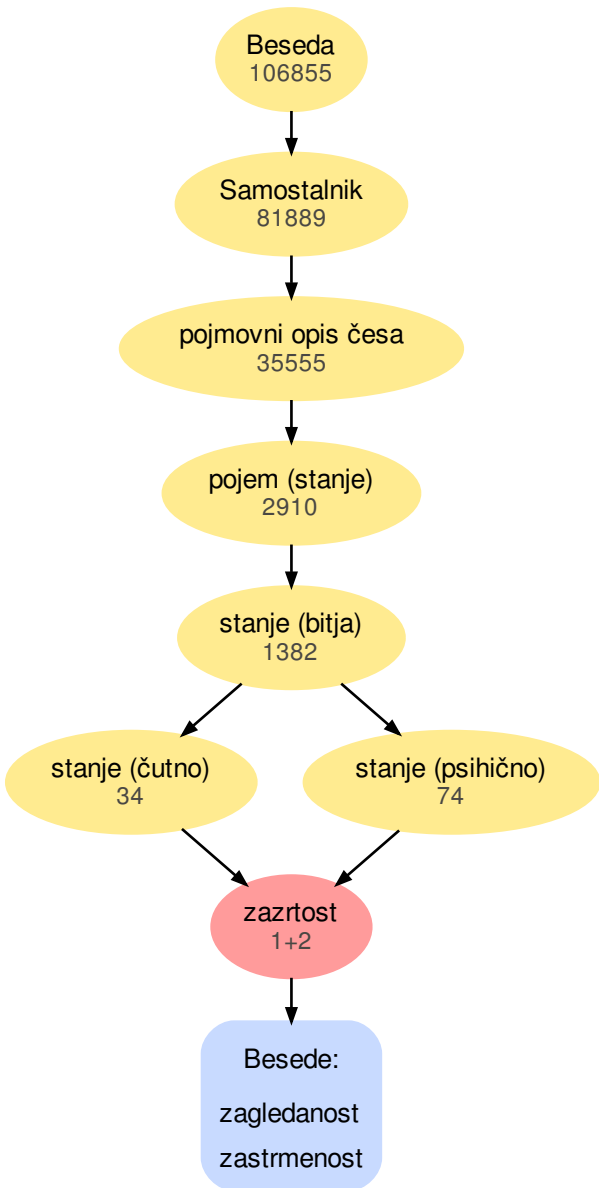 Beseda
106855
Samostalnik
81889
pojmovni opis česa
35555
pojem (stanje)
2910
stanje (bitja)
1382
stanje (čutno)
34
stanje (psihično)
74
zazrtost
1+2
Besede:
zagledanost
zastrmenost